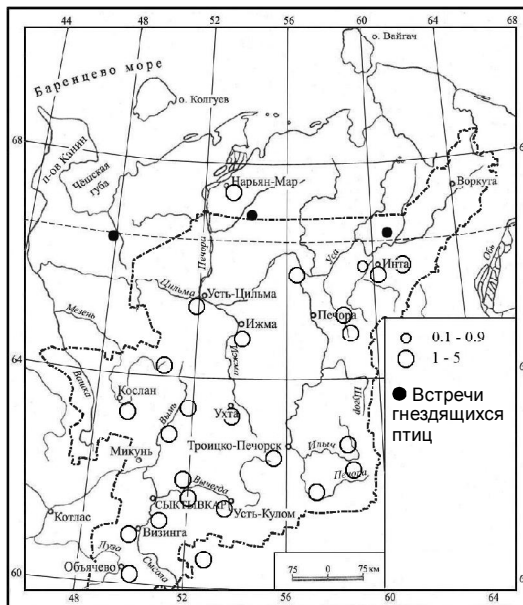 44 48 52 56 60 64
о. Вайгач
Баренцево море
о. Колгуев
68
п-ов Канин
Чёшская
губа
Нарьян-Мар
Воркута
Печора
Уса
Обь
Инта
Цильма
Усть-Цильма
Мезень
Ижма
Печора
0.1 - 0.9
1 - 5
Встречи
гнездящихся
птиц
64
Ижма
Щугор
Вашка
Кослан
Вымь
Ухта
Троицко-Печорск
Илыч
Печора
Микунь
Вычегда
СЫКТЫВКАР
Усть-Кулом
Котлас
Визинга
Луза
Объячево
Сысола
60
75 0 75 км
48 52 56 60